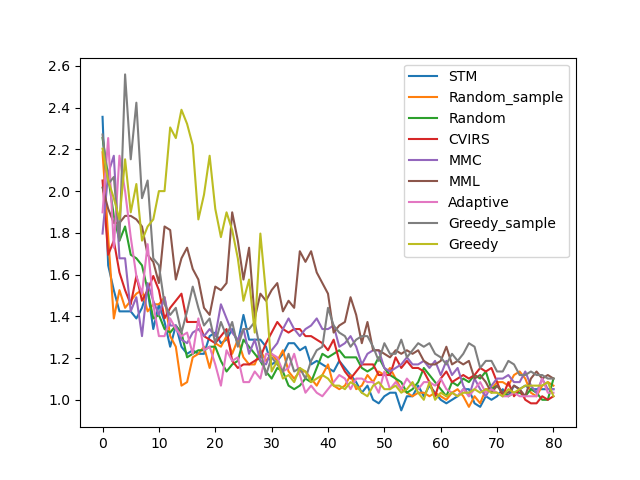 2.6
2.4
2.2
2.0
1.8
1.6
1.4
1.2
1.0
0 10 20 30 40 50 60 70 80
STM
Random_sample
Random
CVIRS
MMC
MML
Adaptive
Greedy_sample
Greedy